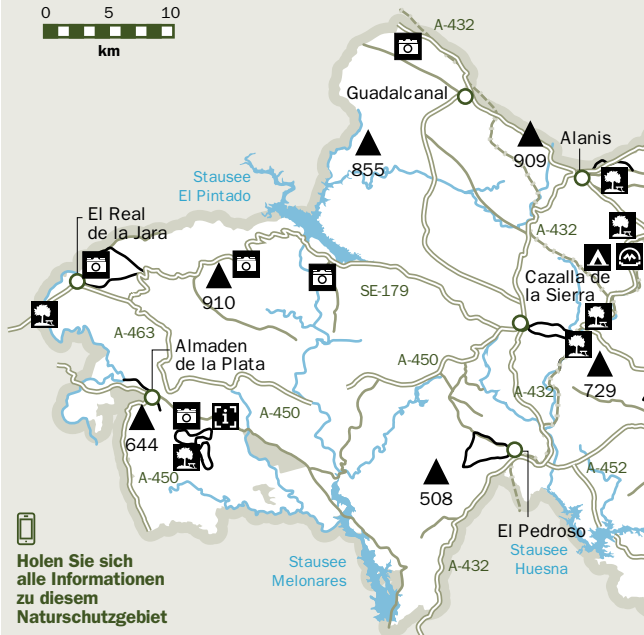 0 5 10
km
A-432
Guadalcanal
855
909
Alanis
Stausee
El Pintado
El Real
de la Jara
A-432
910
SE-179
Cazalla de
la Sierra
A-463
Almaden
de la Plata
A-450
729
A-432
644
A-450
A-450
508
A-452
El Pedroso
Stausee
Huesna
Stausee
Melonares
A-432
Holen Sie sich
alle Informationen
zu diesem
Naturschutzgebiet